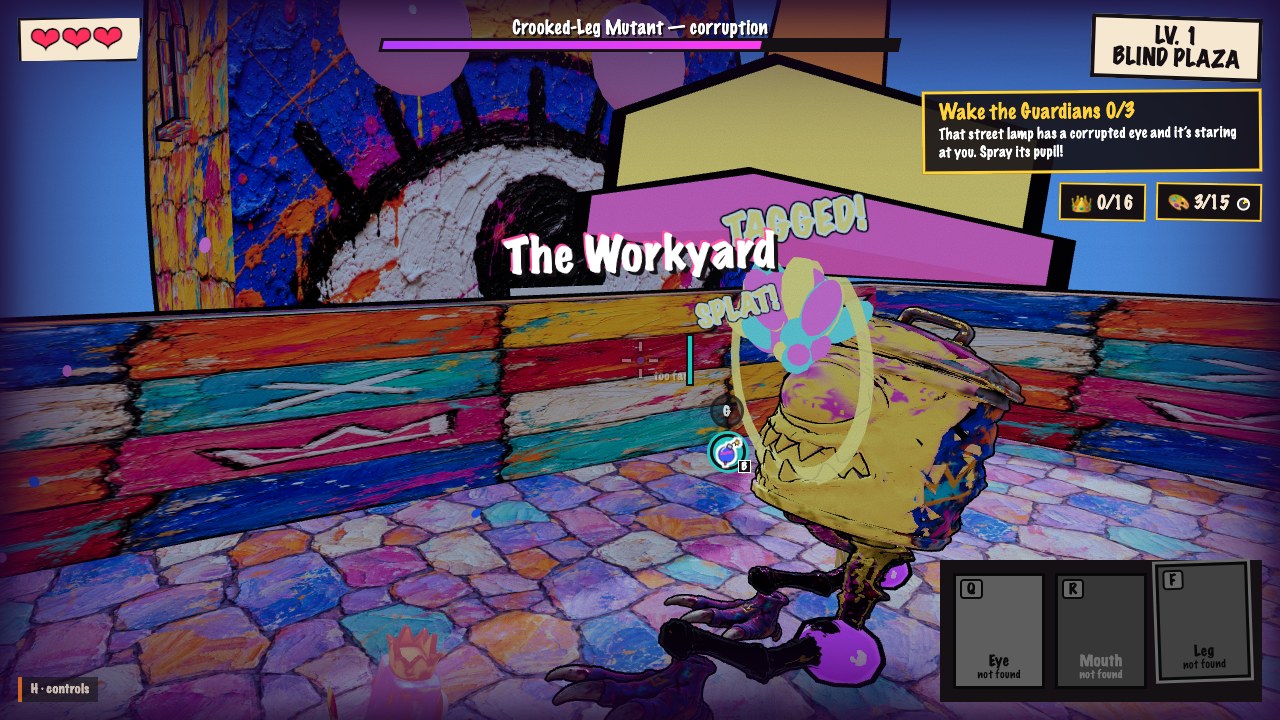 Crooked-Leg Mutant — corruption
LV. 1
BLIND PLAZA
Wake the Guardians 0/3
That street lamp has a corrupted eye and it's staring
at you. Spray its pupil!
0/16
3/15
TAGGED!
The Workyard
SPLAT!
Too far
G
B
Q
Eye
not found
R
Mouth
not found
F
Leg
not found
H · controls